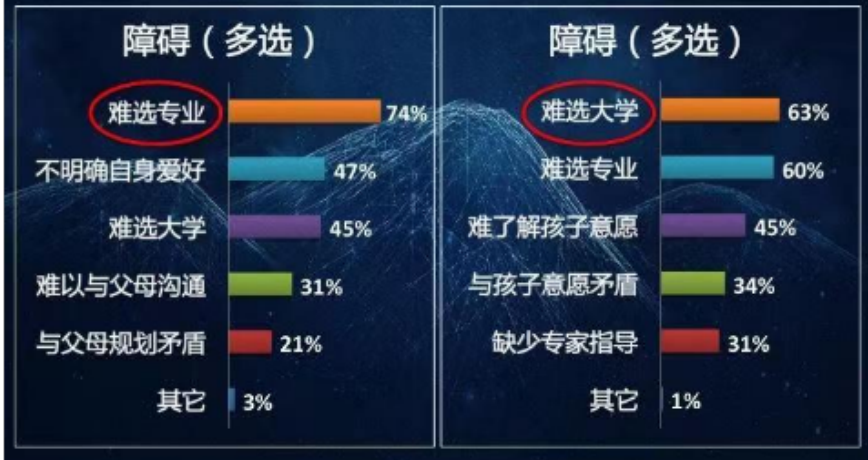 障碍（多选）
难选专业 74%
不明确自身爱好 47%
难选大学 45%
难以与父母沟通 31%
与父母规划矛盾 21%
其它 3%
障碍（多选）
难选大学 63%
难选专业 60%
难了解孩子意愿 45%
与孩子意愿矛盾 34%
缺少专家指导 31%
其它 1%